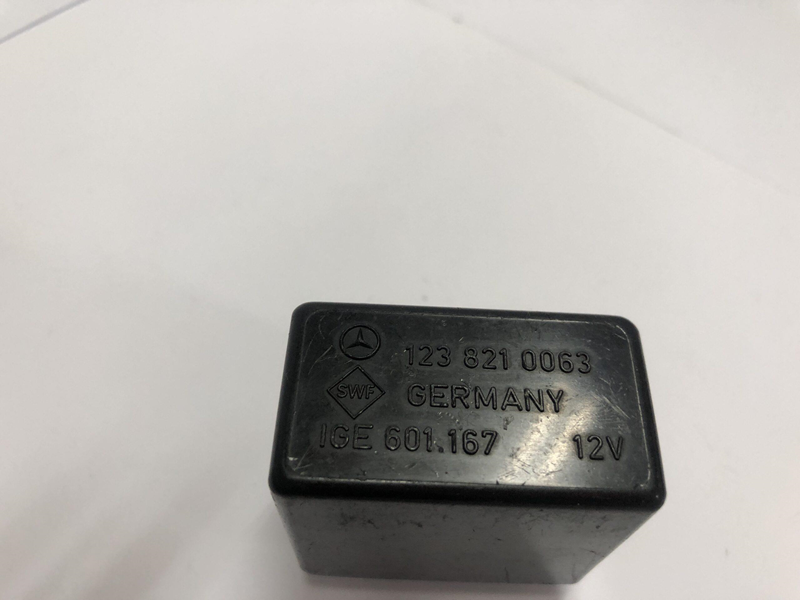 123 821 0063
SWF GERMANY
IGE 601.167 12V